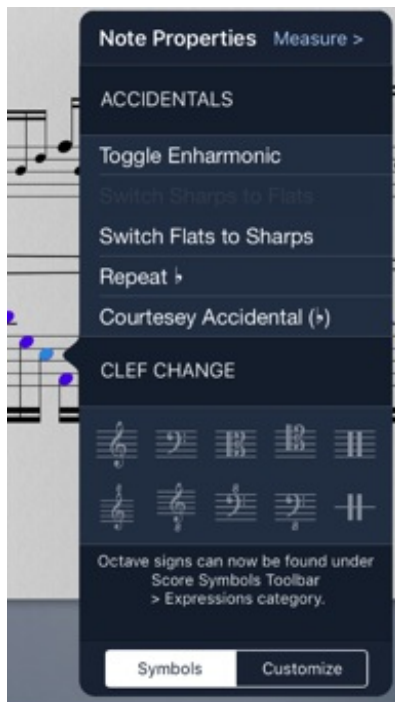 Note Properties Measure >
ACCIDENTALS
Toggle Enharmonic
Switch Sharps to Flats
Switch Flats to Sharps
Repeat ♭
Courtesey Accidental (♭)
CLEF CHANGE
Octave signs can now be found under
Score Symbols Toolbar
> Expressions category.
Symbols Customize